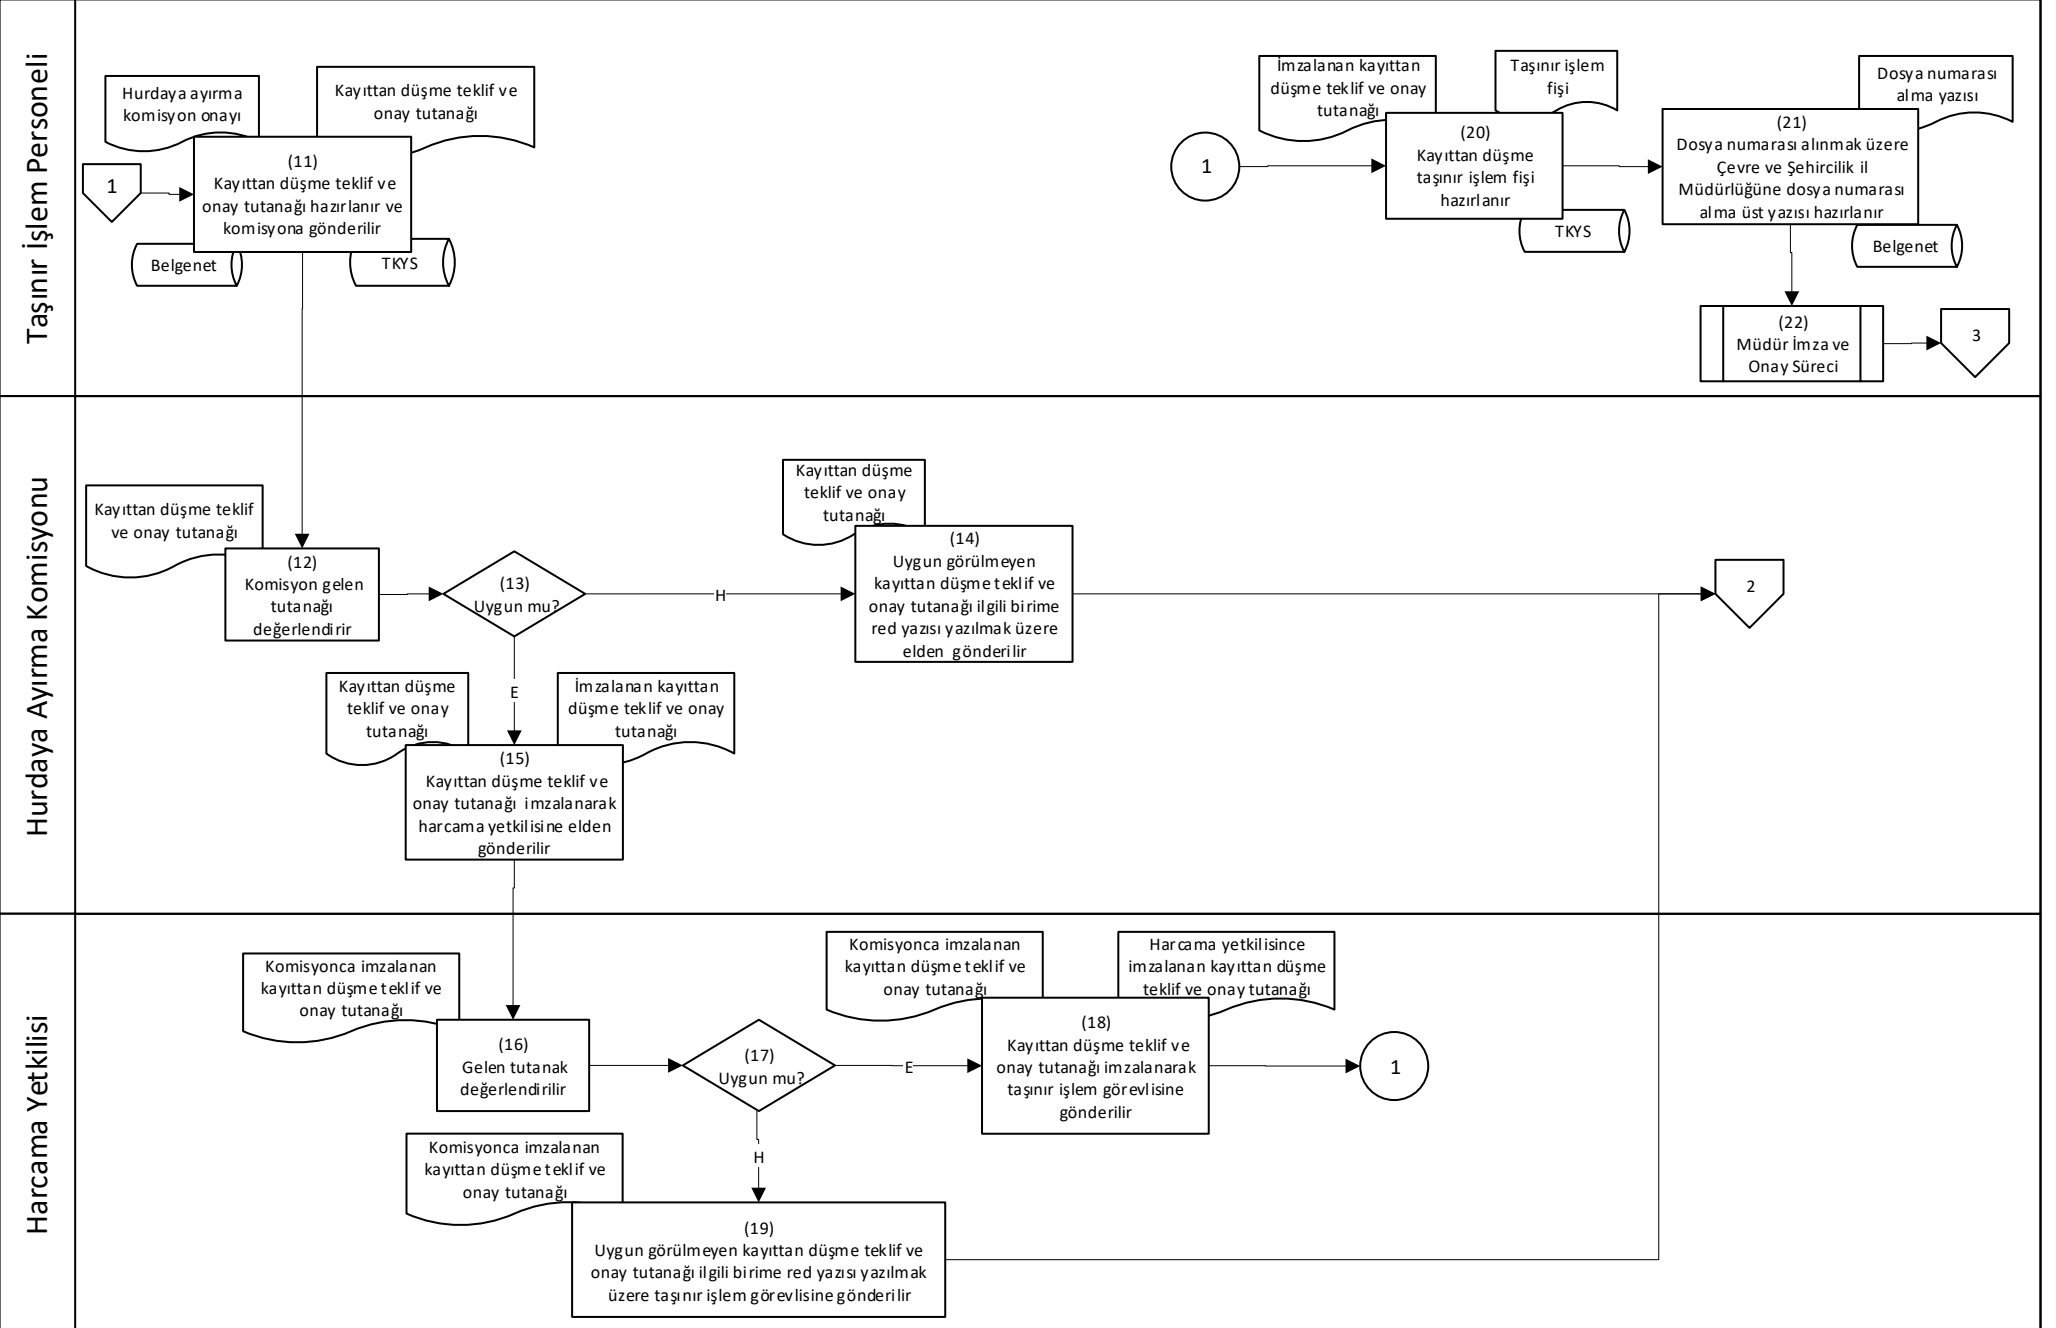 Taşınır İşlem Personeli
Hurdaya ayırma
komisyon onayı
Kayıttan düşme teklif ve
onay tutanağı
1
(11)
Kayıttan düşme teklif ve
onay tutanağı hazırlanır ve
komisyona gönderilir
Belgenet
TKYS
1
İmzalanan kayıttan
düşme teklif ve onay
tutanağı
Taşınır işlem
fişi
(20)
Kayıttan düşme
taşınır işlem fişi
hazırlanır
TKYS
Dosya numarası
alma yazısı
(21)
Dosya numarası alınmak üzere
Çevre ve Şehircilik il
Müdürlüğüne dosya numarası
alma üst yazısı hazırlanır
Belgenet
(22)
Müdür İmza ve
Onay Süreci
3
Hurdaya Ayırma Komisyonu
Kayıttan düşme teklif
ve onay tutanağı
(12)
Komisyon gelen
tutanağı
değerlendirir
(13)
Uygun mu?
H
Kayıttan düşme
teklif ve onay
tutanağı
(14)
Uygun görülmeyen
kayıttan düşme teklif ve
onay tutanağı ilgili birime
red yazısı yazılmak üzere
elden gönderilir
2
E
Kayıttan düşme
teklif ve onay
tutanağı
İmzalanan kayıttan
düşme teklif ve onay
tutanağı
(15)
Kayıttan düşme teklif ve
onay tutanağı imzalanarak
harcama yetkilisine elden
gönderilir
Harcama Yetkilisi
Komisyonca imzalanan
kayıttan düşme teklif ve
onay tutanağı
(16)
Gelen tutanak
değerlendirilir
(17)
Uygun mu?
E
Komisyonca imzalanan
kayıttan düşme teklif ve
onay tutanağı
Harcama yetkilisince
imzalanan kayıttan düşme
teklif ve onay tutanağı
(18)
Kayıttan düşme teklif ve
onay tutanağı imzalanarak
taşınır işlem görevlisine
gönderilir
1
H
Komisyonca imzalanan
kayıttan düşme teklif ve
onay tutanağı
(19)
Uygun görülmeyen kayıttan düşme teklif ve
onay tutanağı ilgili birime red yazısı yazılmak
üzere taşınır işlem görevlisine gönderilir